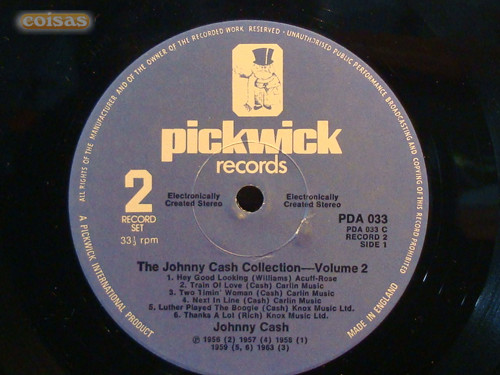 coisas
ALL RIGHTS OF THE MANUFACTURER AND OF THE OWNER OF THE RECORDED WORK RESERVED - UNAUTHORISED PUBLIC PERFORMANCE BROADCASTING AND COPYING OF THIS RECORD PROHIBITED
pickwick
records
2
RECORD
SET
33⅓ rpm
Electronically
Created Stereo
Electronically
Created Stereo
PDA 033
PDA 033 C
RECORD 2
SIDE 1
The Johnny Cash Collection—Volume 2
1. Hey Good Looking (Williams) Acuff-Rose
2. Train Of Love (Cash) Carlin Music
3. Two Timin' Woman (Cash) Carlin Music
4. Next In Line (Cash) Carlin Music
5. Luther Played The Boogie (Cash) Knox Music Ltd.
6. Thanks A Lot (Rich) Knox Music Ltd.
Johnny Cash
℗ 1956 (2) 1957 (4) 1958 (1)
1959 (5, 6) 1963 (3)
A PICKWICK INTERNATIONAL PRODUCT
MADE IN ENGLAND